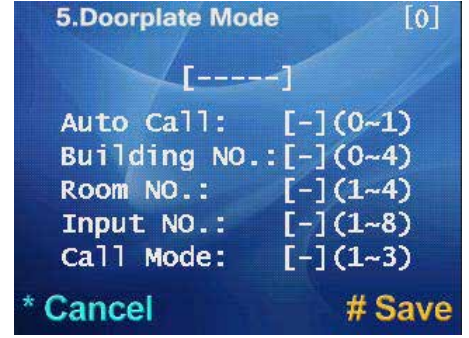 5.Doorplate Mode [0]
[-----]
Auto Call: [-](0~1)
Building NO.:[-](0~4)
Room NO.: [-](1~4)
Input NO.: [-](1~8)
Call Mode: [-](1~3)
* Cancel # Save